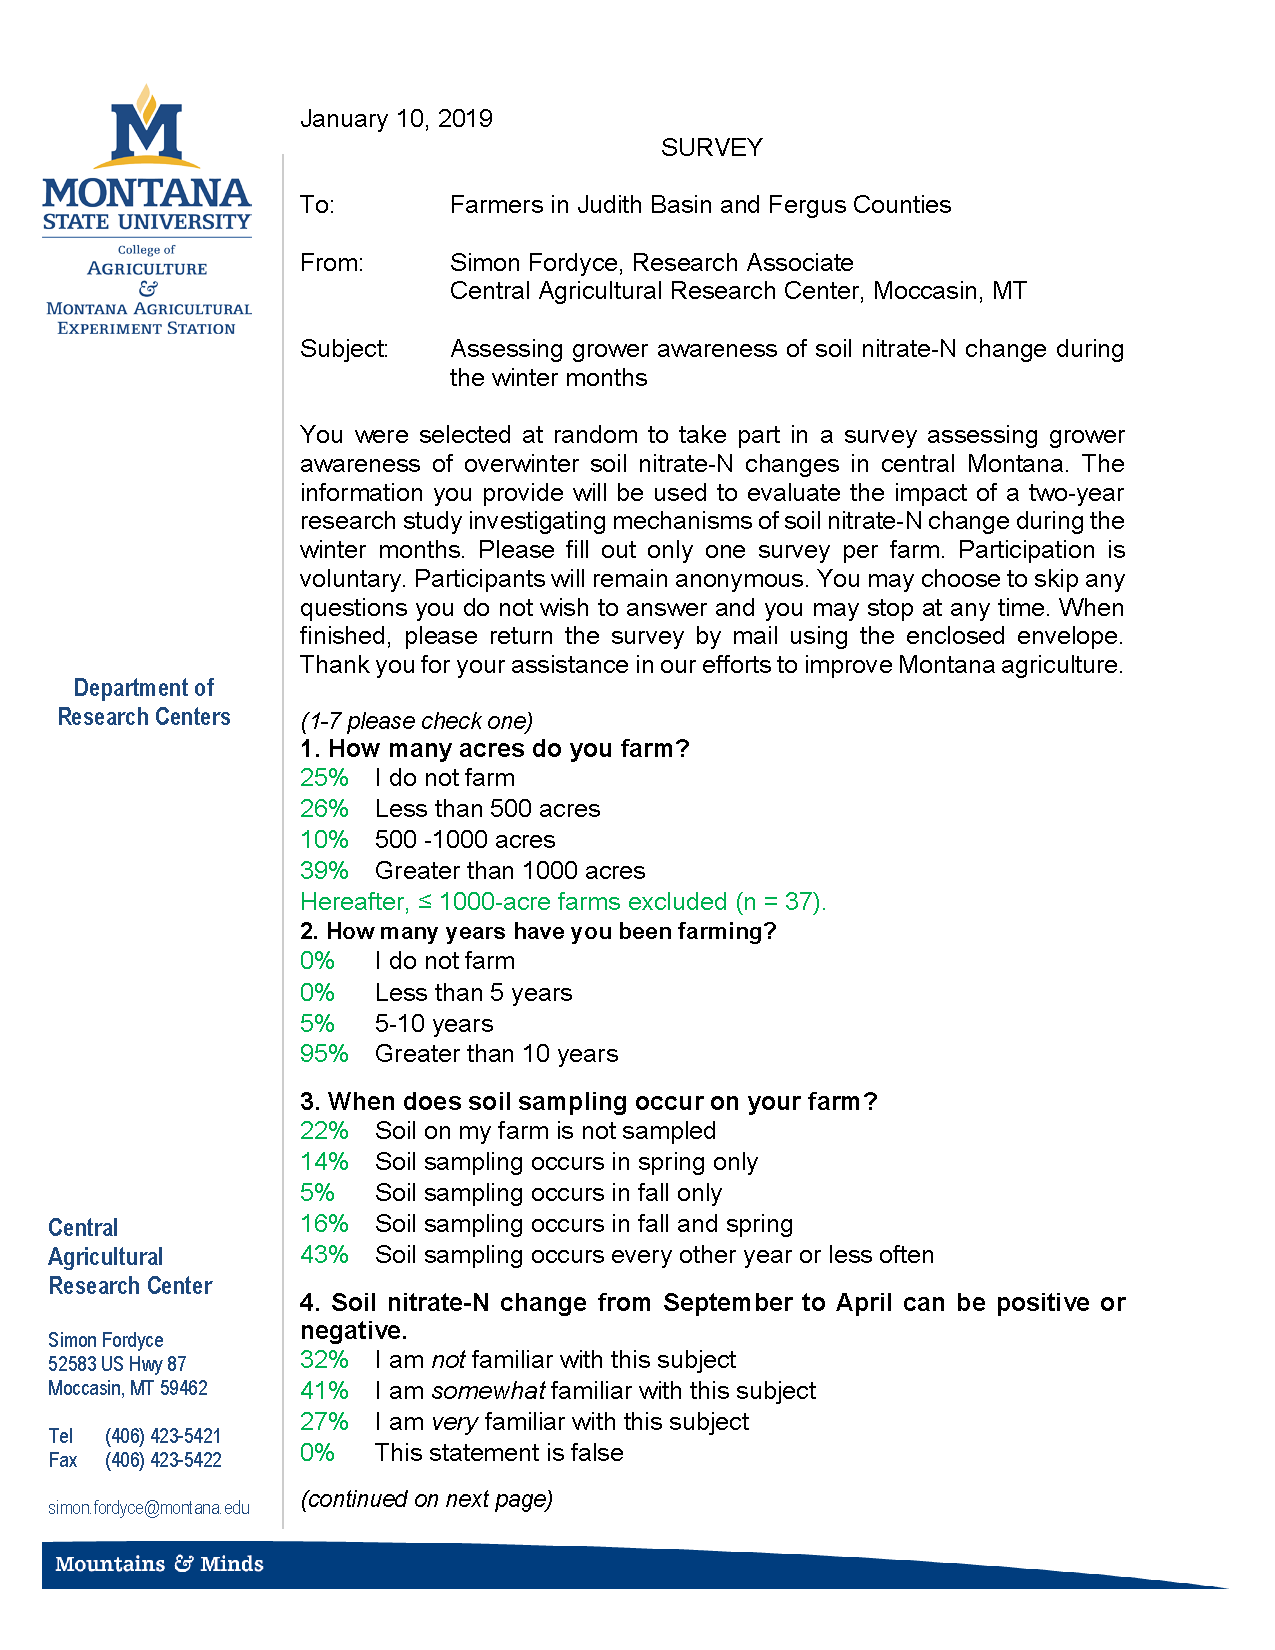 MONTANA
STATE UNIVERSITY
College of
AGRICULTURE
&
MONTANA AGRICULTURAL
EXPERIMENT STATION
Department of
Research Centers
Central
Agricultural
Research Center
Simon Fordyce
52583 US Hwy 87
Moccasin, MT 59462
Tel (406) 423-5421
Fax (406) 423-5422
simon.fordyce@montana.edu
January 10, 2019
SURVEY
To: Farmers in Judith Basin and Fergus Counties
From: Simon Fordyce, Research Associate
Central Agricultural Research Center, Moccasin, MT
Subject: Assessing grower awareness of soil nitrate-N change during
the winter months
You were selected at random to take part in a survey assessing grower
awareness of overwinter soil nitrate-N changes in central Montana. The
information you provide will be used to evaluate the impact of a two-year
research study investigating mechanisms of soil nitrate-N change during the
winter months. Please fill out only one survey per farm. Participation is
voluntary. Participants will remain anonymous. You may choose to skip any
questions you do not wish to answer and you may stop at any time. When
finished, please return the survey by mail using the enclosed envelope.
Thank you for your assistance in our efforts to improve Montana agriculture.
(1-7 please check one)
1. How many acres do you farm?
25% I do not farm
26% Less than 500 acres
10% 500 -1000 acres
39% Greater than 1000 acres
Hereafter, ≤ 1000-acre farms excluded (n = 37).
2. How many years have you been farming?
0% I do not farm
0% Less than 5 years
5% 5-10 years
95% Greater than 10 years
3. When does soil sampling occur on your farm?
22% Soil on my farm is not sampled
14% Soil sampling occurs in spring only
5% Soil sampling occurs in fall only
16% Soil sampling occurs in fall and spring
43% Soil sampling occurs every other year or less often
4. Soil nitrate-N change from September to April can be positive or
negative.
32% I am not familiar with this subject
41% I am somewhat familiar with this subject
27% I am very familiar with this subject
0% This statement is false
(continued on next page)
Mountains & Minds